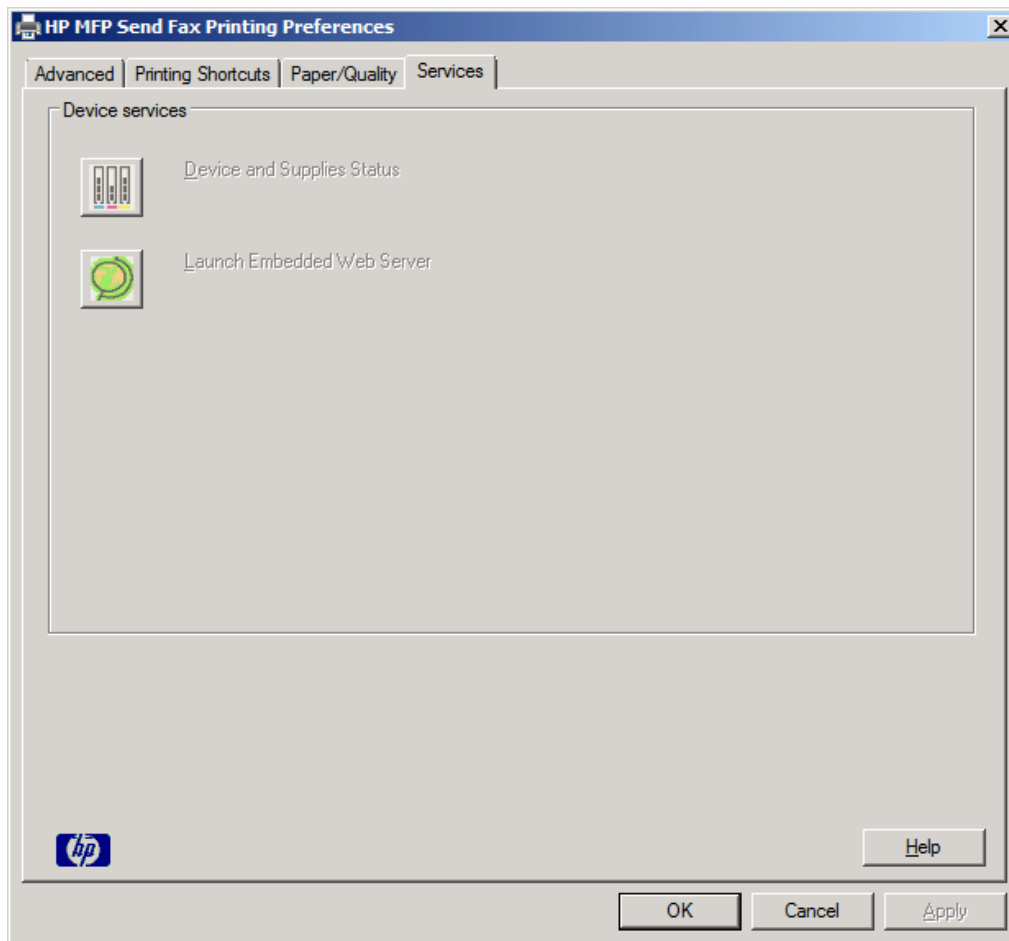 HP MFP Send Fax Printing Preferences
Advanced Printing Shortcuts Paper/Quality Services
Device services
Device and Supplies Status
Launch Embedded Web Server
hp
Help
OK Cancel Apply